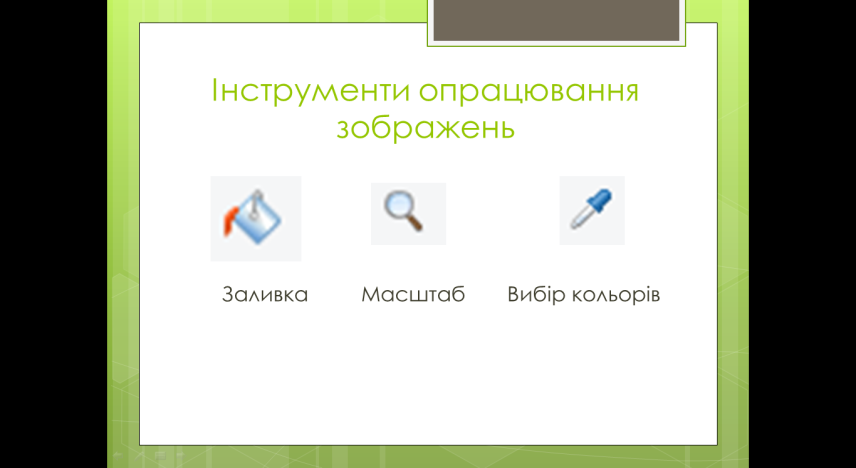 Інструменти опрацювання
зображень
Заливка
Масштаб
Вибір кольорів